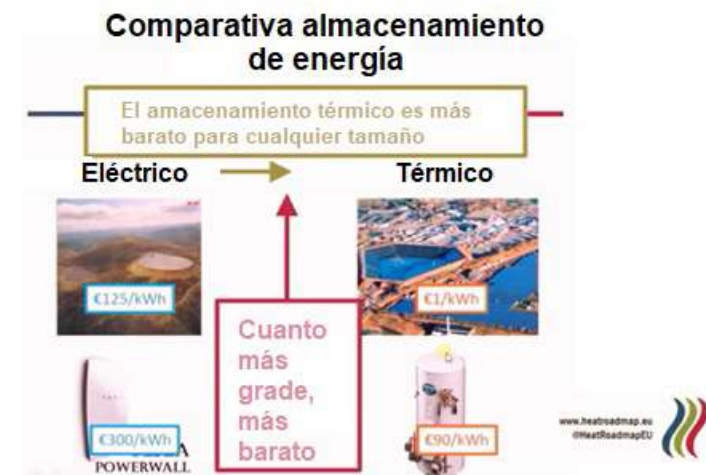 Comparativa almacenamiento
de energía
El amacenamiento térmico es más
barato para cualquier tamaño
Eléctrico
Térmico
€125/kWh
€1/kWh
Cuanto
más
grade,
más
barato
€300/kWh
POWERWALL
€90/kWh
www.heatroadmap.eu
@HeatRoadmapEU